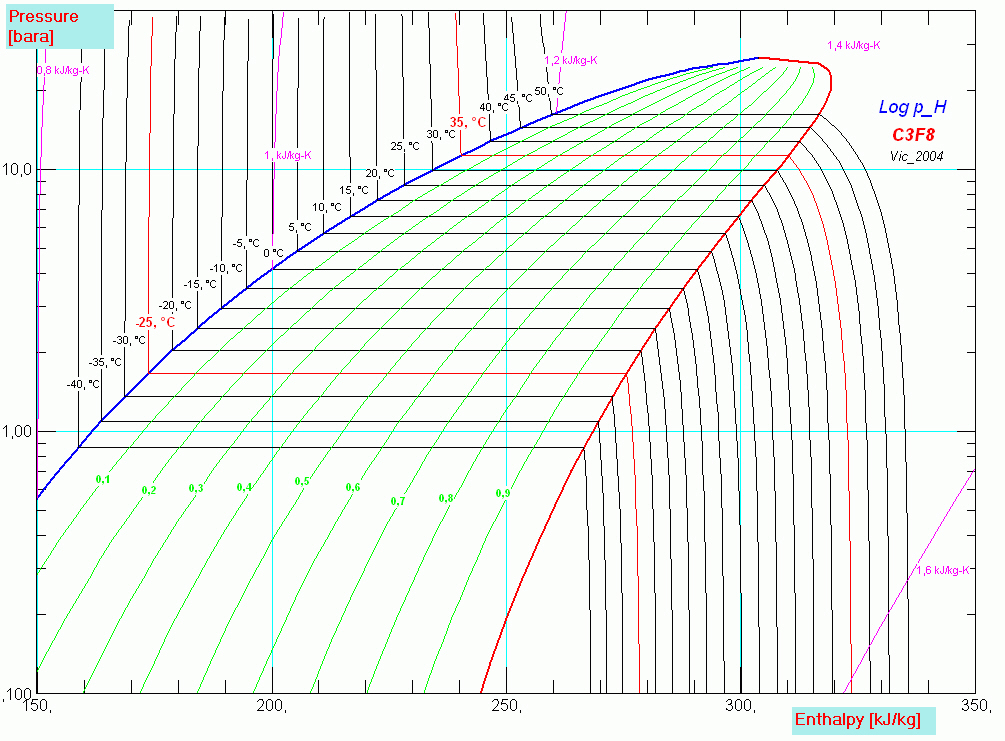 Pressure
[bara]
0,8 kJ/kg-K
1, kJ/kg-K
1,2 kJ/kg-K
1,4 kJ/kg-K
Log p_H
C3F8
Vic_2004
50, °C
45, °C
40, °C
35, °C
30, °C
25, °C
20, °C
15, °C
10, °C
5, °C
0 °C
-5, °C
-10, °C
-15, °C
-20, °C
-25, °C
-30, °C
-35, °C
-40, °C
10,0
1,00
,100
0,1
0,2
0,3
0,4
0,5
0,6
0,7
0,8
0,9
1,6 kJ/kg-K
150,
200,
250,
300,
350,
Enthalpy [kJ/kg]